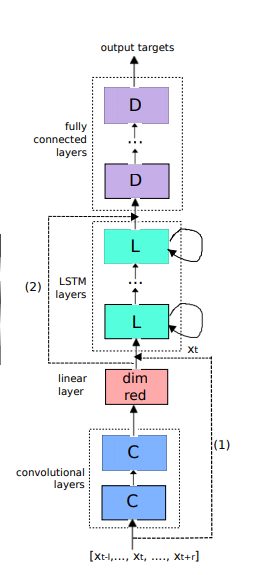 output targets
D
fully
connected
layers
...
D
L
(2)
LSTM
layers
...
L
xt
linear
layer
dim
red
(1)
C
convolutional
layers
C
[xt-l,..., xt, ...., xt+r]